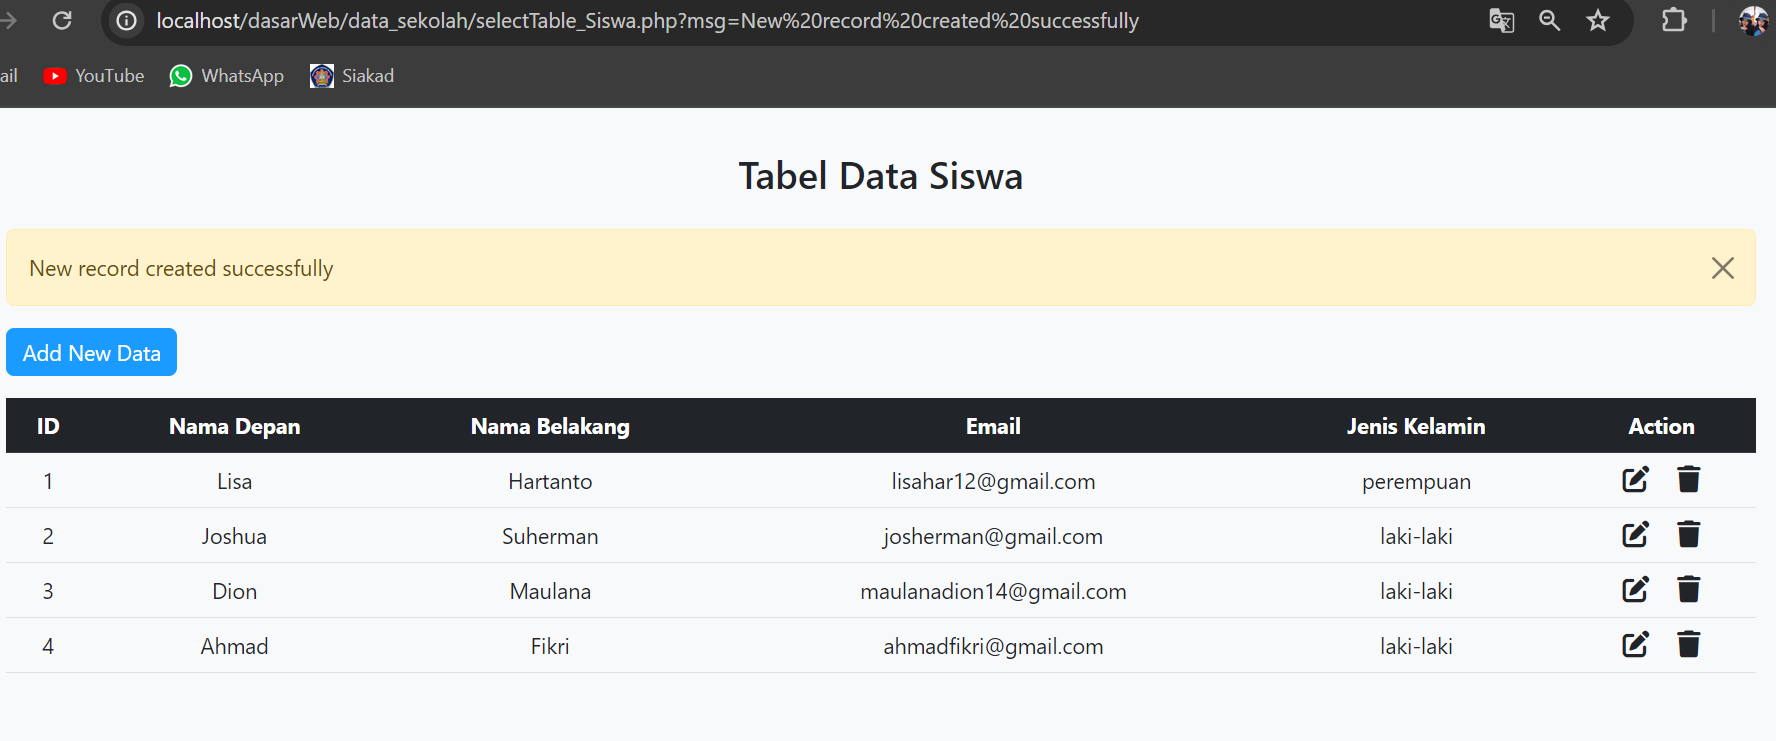 localhost/dasarWeb/data_sekolah/selectTable_Siswa.php?msg=New%20record%20created%20successfully
ail YouTube WhatsApp Siakad
Tabel Data Siswa
New record created successfully
Add New Data
ID Nama Depan Nama Belakang Email Jenis Kelamin Action
1 Lisa Hartanto lisahar12@gmail.com perempuan
2 Joshua Suherman josherman@gmail.com laki-laki
3 Dion Maulana maulanadion14@gmail.com laki-laki
4 Ahmad Fikri ahmadfikri@gmail.com laki-laki